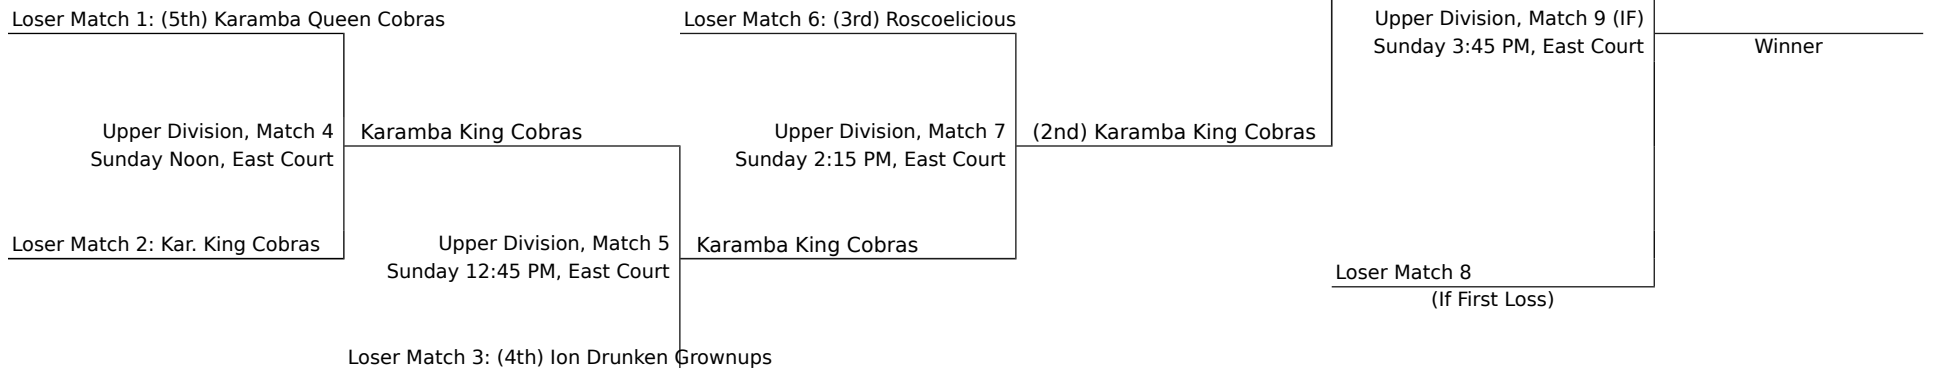 Loser Match 1: (5th) Karamba Queen Cobras
Upper Division, Match 4
Sunday Noon, East Court
Loser Match 2: Kar. King Cobras
Karamba King Cobras
Upper Division, Match 5
Sunday 12:45 PM, East Court
Loser Match 3: (4th) Ion Drunken Grownups
Loser Match 6: (3rd) Roscoelicious
Upper Division, Match 7
Sunday 2:15 PM, East Court
Karamba King Cobras
(2nd) Karamba King Cobras
Upper Division, Match 9 (IF)
Sunday 3:45 PM, East Court
Loser Match 8
(If First Loss)
Winner